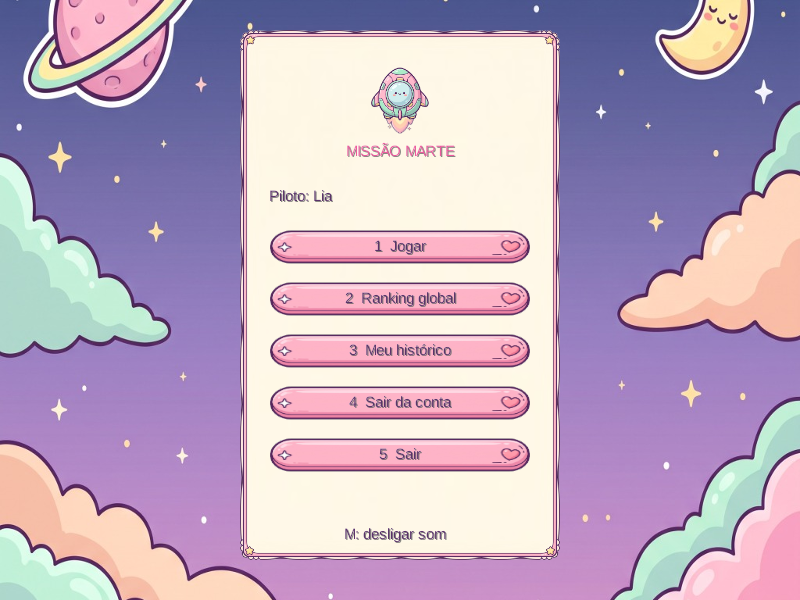 MISSÃO MARTE
Piloto: Lia
1 Jogar
2 Ranking global
3 Meu histórico
4 Sair da conta
5 Sair
M: desligar som